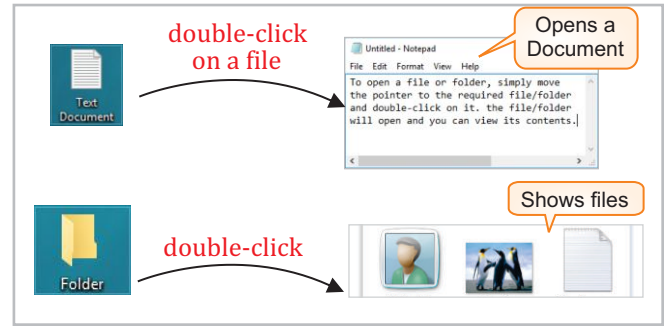 double-click
on a file
Opens a
Document
Text
Document
Untitled - Notepad
File Edit Format View Help
To open a file or folder, simply move
the pointer to the required file/folder
and double-click on it. the file/folder
will open and you can view its contents.
Shows files
Folder
double-click